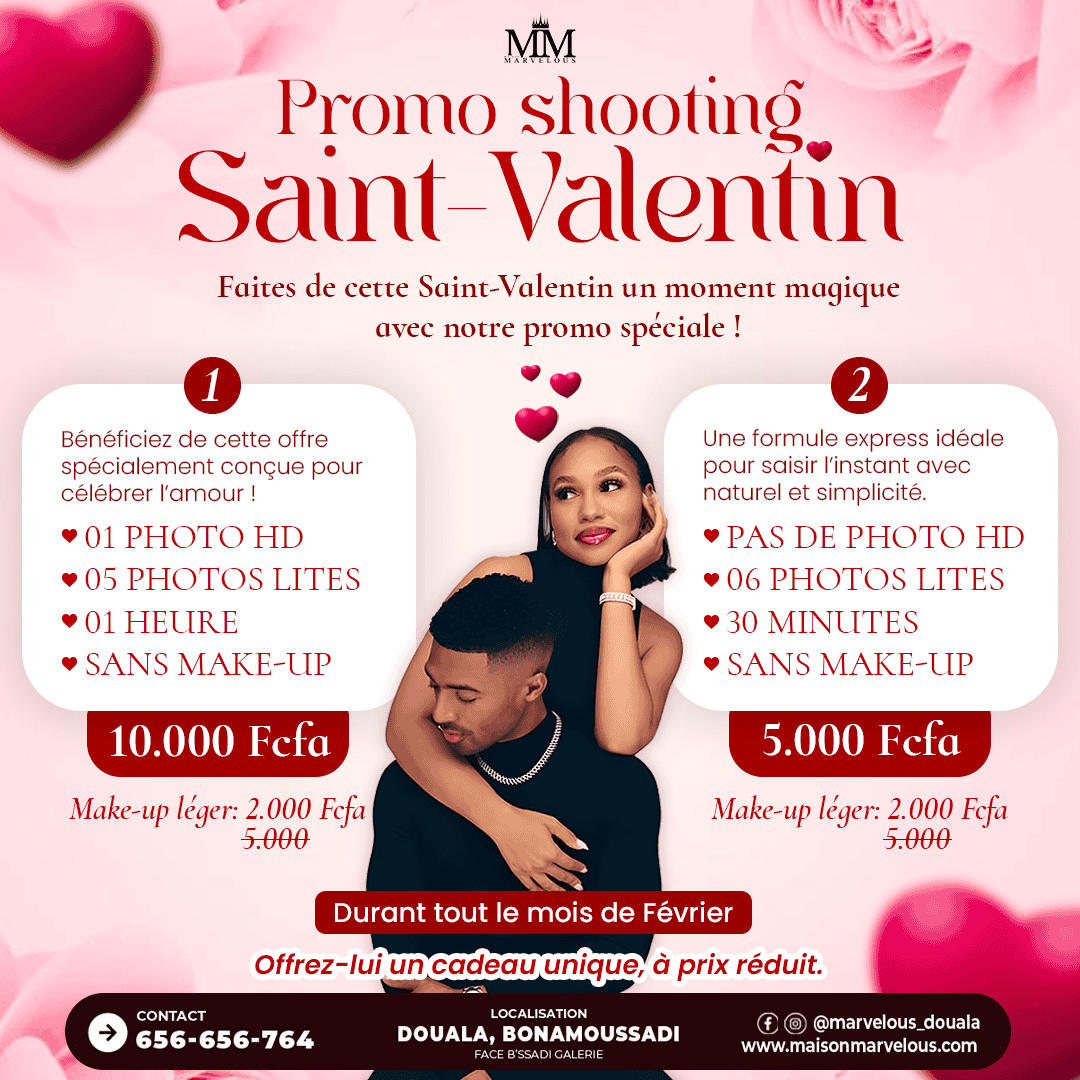 MM
MARVELOUS
Promo shooting
Saint-Valentin
Faites de cette Saint-Valentin un moment magique
avec notre promo spéciale !
1
Bénéficiez de cette offre
spécialement conçue pour
célébrer l'amour !
01 PHOTO HD
05 PHOTOS LITES
01 HEURE
SANS MAKE-UP
10.000 Fcfa
Make-up léger: 2.000 Fcfa
5.000
2
Une formule express idéale
pour saisir l'instant avec
naturel et simplicité.
PAS DE PHOTO HD
06 PHOTOS LITES
30 MINUTES
SANS MAKE-UP
5.000 Fcfa
Make-up léger: 2.000 Fcfa
5.000
Durant tout le mois de Février
Offrez-lui un cadeau unique, à prix réduit.
CONTACT
656-656-764
LOCALISATION
DOUALA, BONAMOUSSADI
FACE B'SSADI GALERIE
@marvelous_douala
www.maisonmarvelous.com